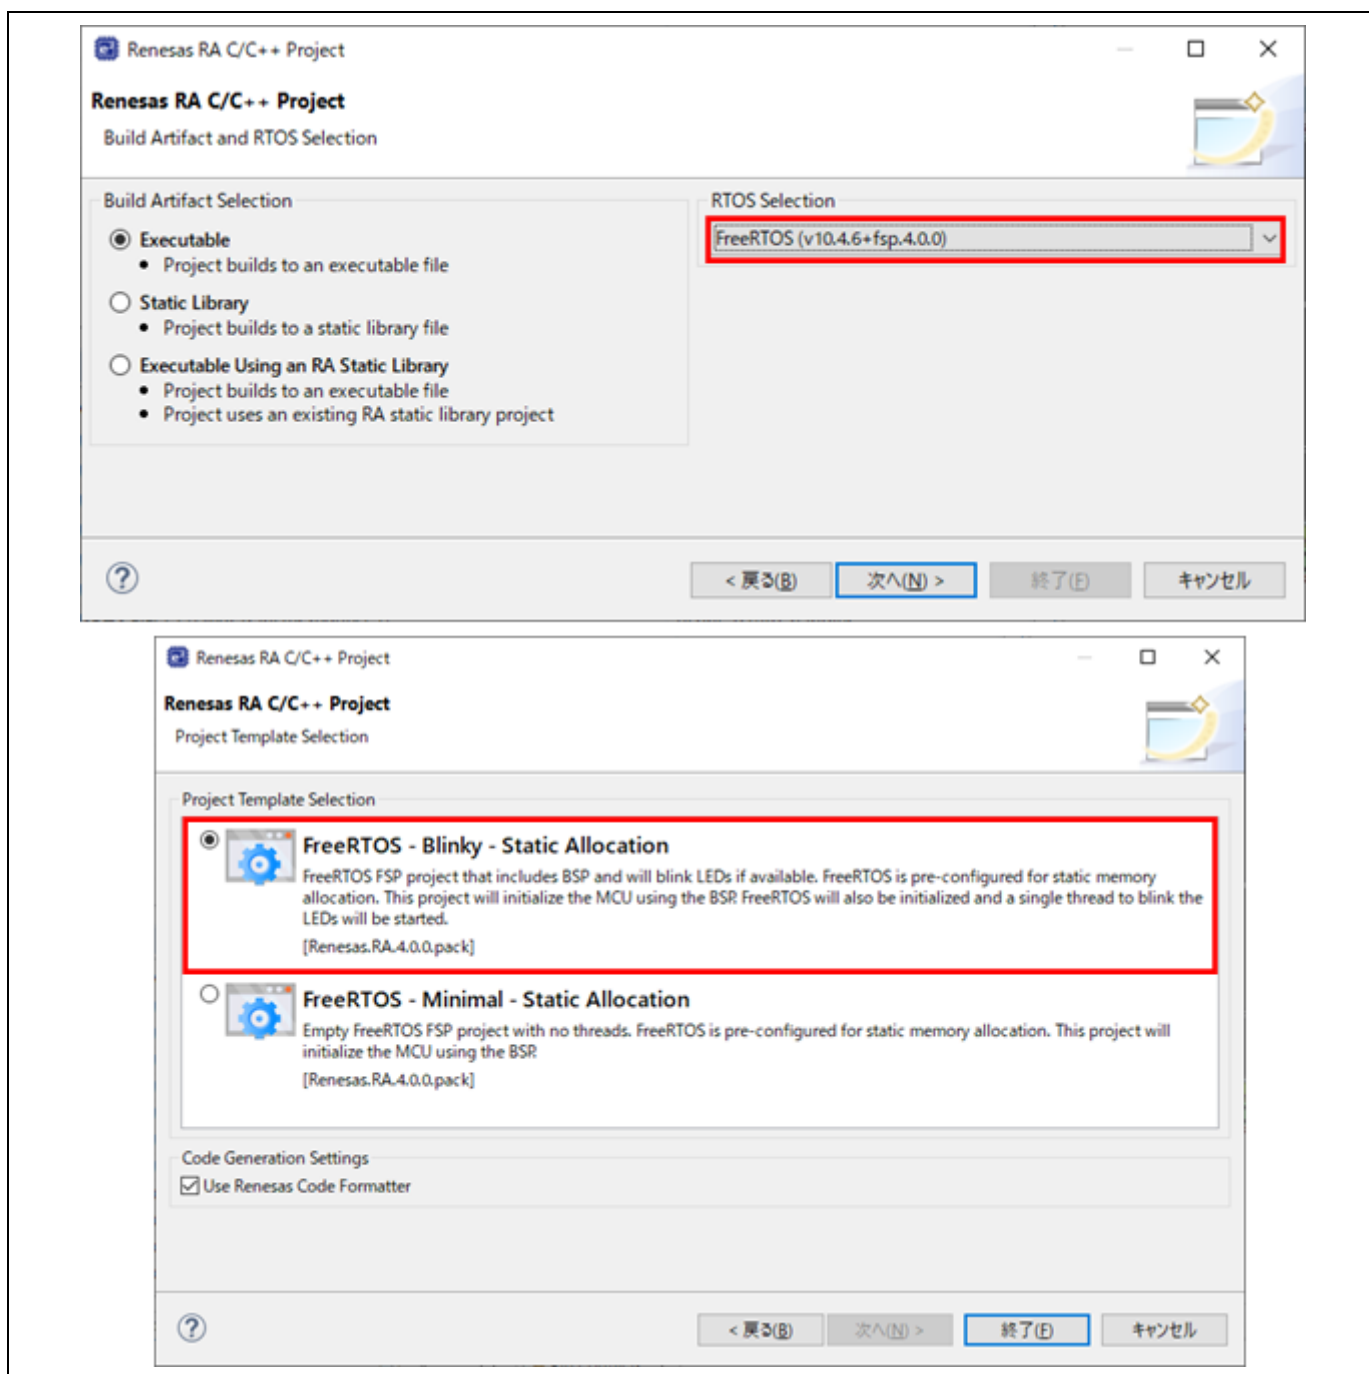 Renesas RA C/C++ Project
Renesas RA C/C++ Project
Build Artifact and RTOS Selection
Build Artifact Selection
Executable
• Project builds to an executable file
Static Library
• Project builds to a static library file
Executable Using an RA Static Library
• Project builds to an executable file
• Project uses an existing RA static library project
RTOS Selection
FreeRTOS (v10.4.6+fsp.4.0.0)
< 戻る(B)
次へ(N) >
終了(F)
キャンセル
Renesas RA C/C++ Project
Renesas RA C/C++ Project
Project Template Selection
Project Template Selection
FreeRTOS - Blinky - Static Allocation
FreeRTOS FSP project that includes BSP and will blink LEDs if available. FreeRTOS is pre-configured for static memory
allocation. This project will initialize the MCU using the BSP. FreeRTOS will also be initialized and a single thread to blink the
LEDs will be started.
[Renesas.RA.4.0.0.pack]
FreeRTOS - Minimal - Static Allocation
Empty FreeRTOS FSP project with no threads. FreeRTOS is pre-configured for static memory allocation. This project will
initialize the MCU using the BSP.
[Renesas.RA.4.0.0.pack]
Code Generation Settings
Use Renesas Code Formatter
< 戻る(B)
次へ(N) >
終了(F)
キャンセル